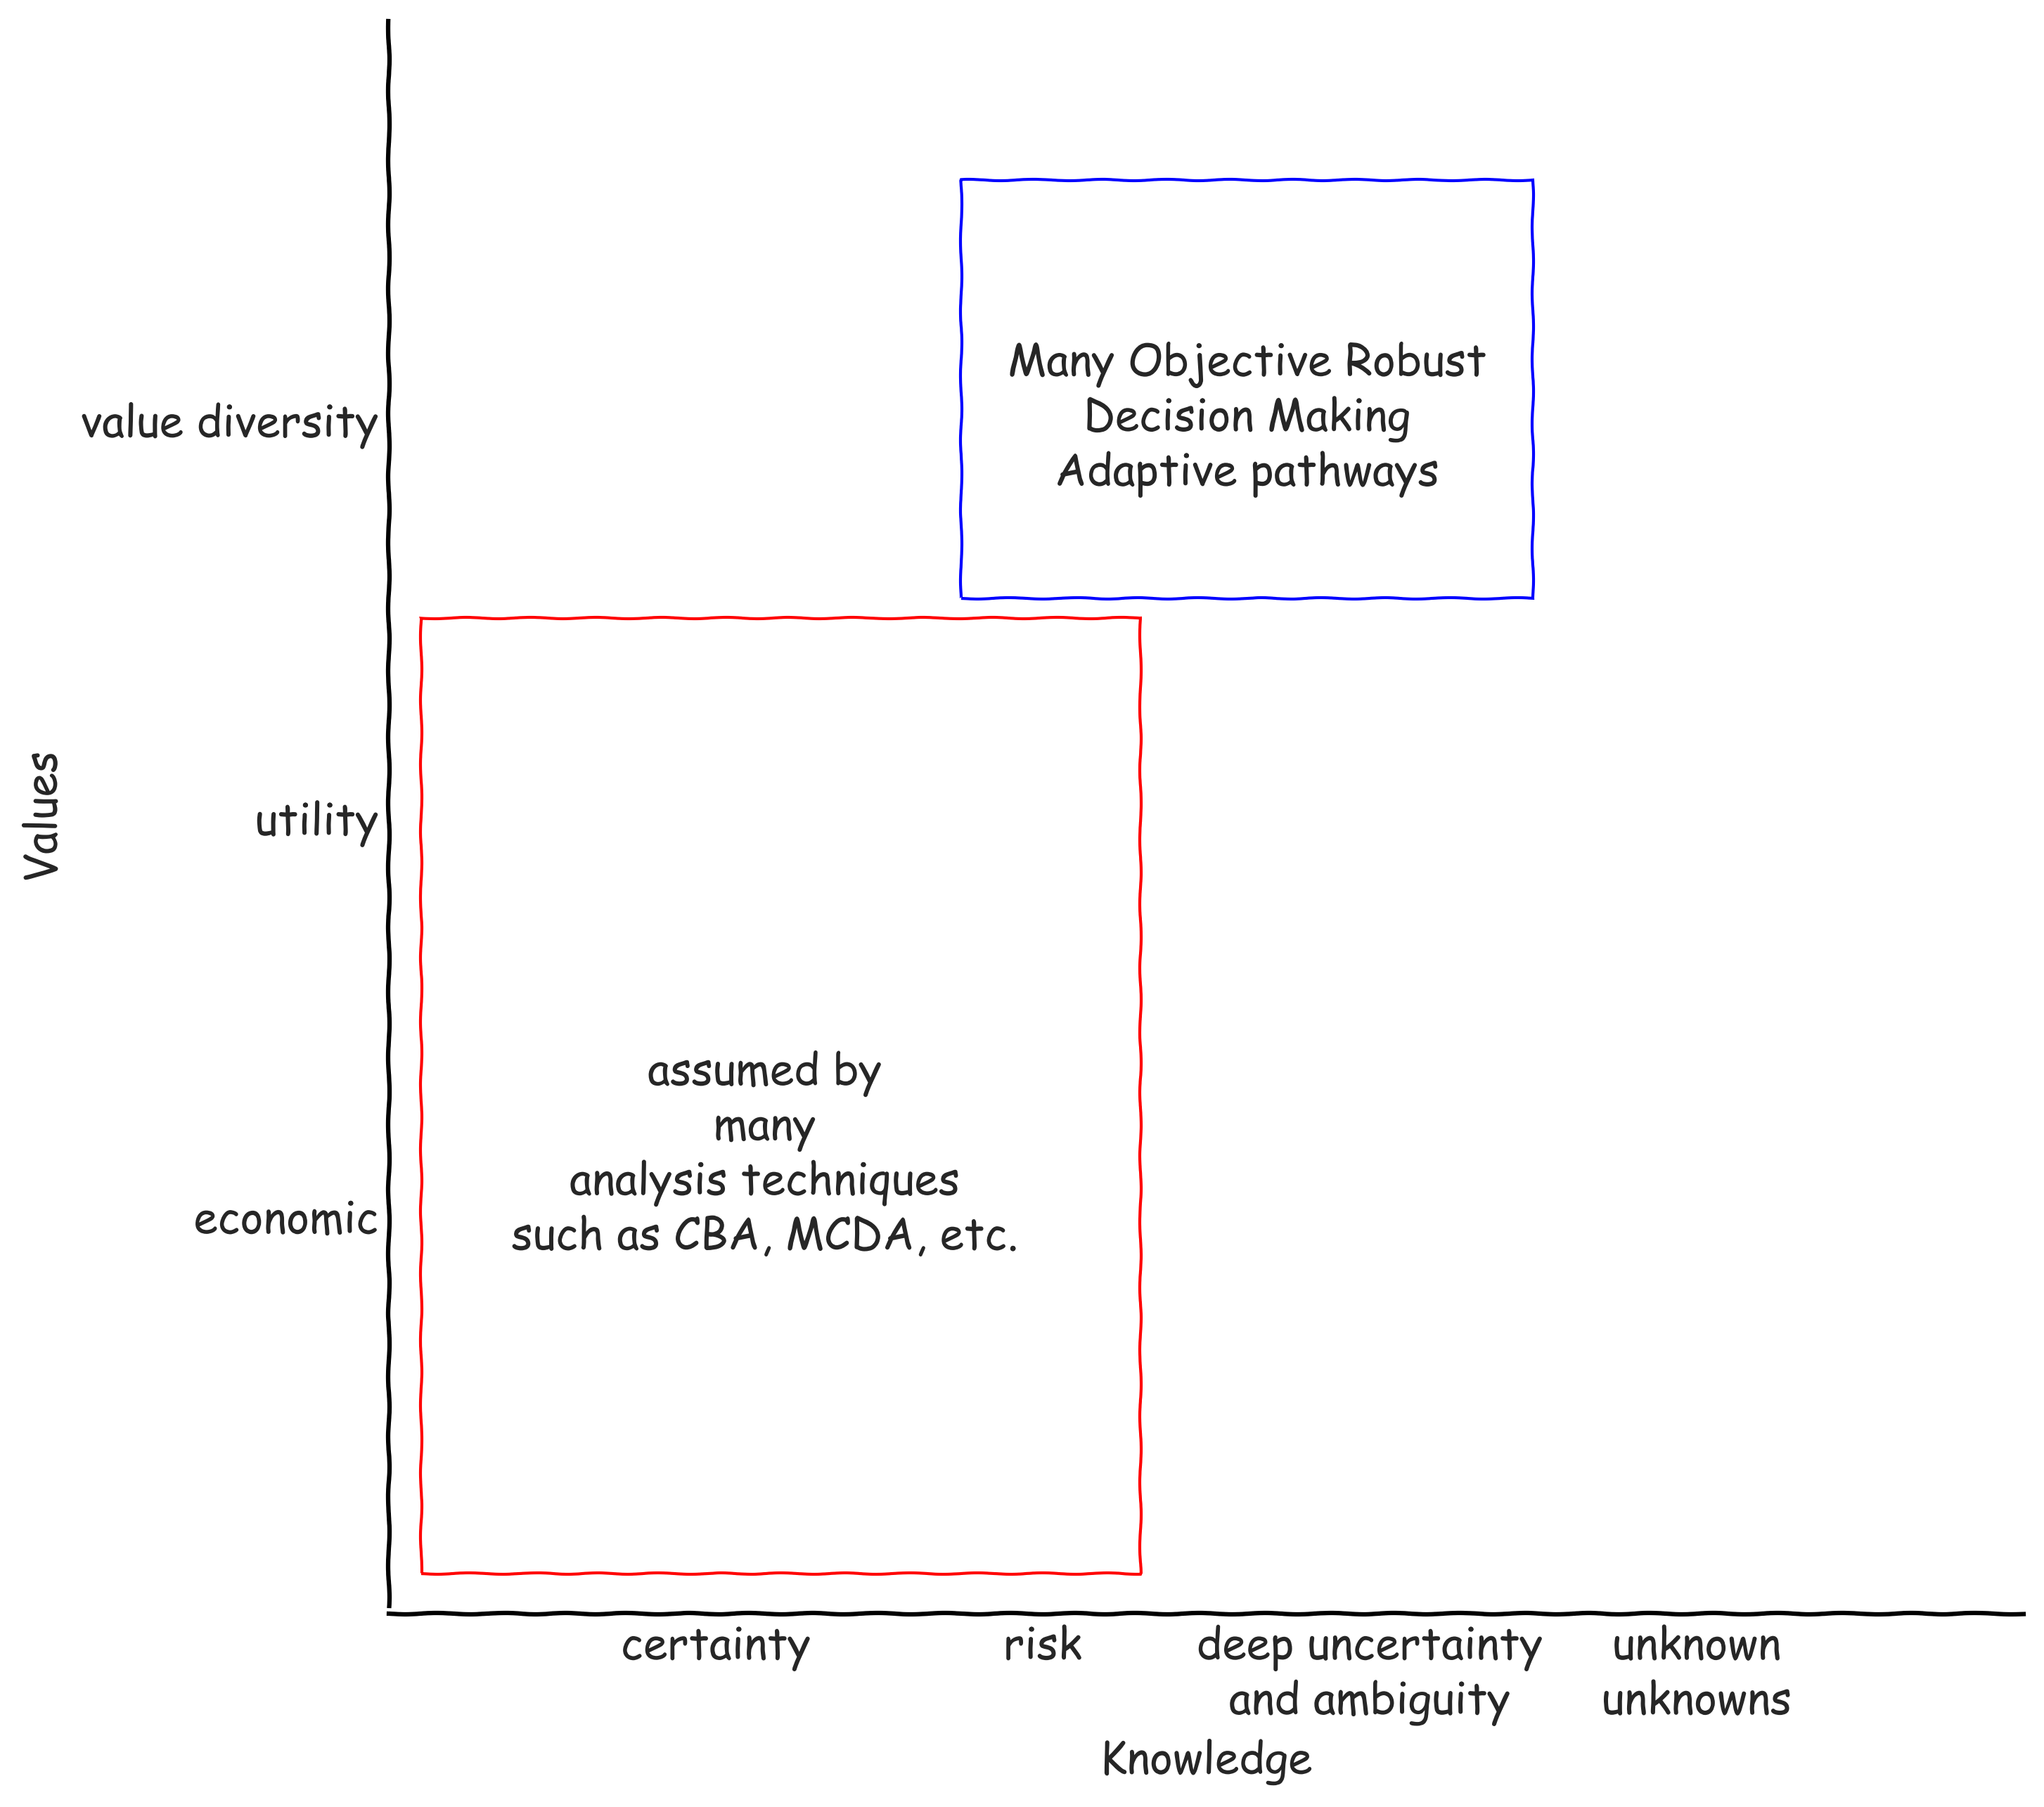 Many Objective Robust
Decision Making
Adaptive pathways
value diversity
Values
utility
assumed by
many
analysis techniques
such as CBA, MCDA, etc.
economic
certainty
risk
deep uncertainty
and ambiguity
unknown
unknowns
Knowledge